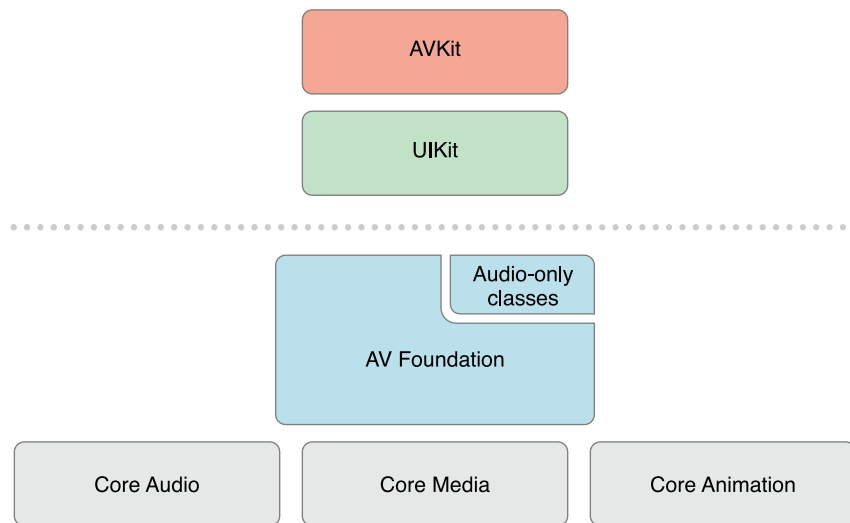 AVKit
UIKit
Audio-only
classes
AV Foundation
Core Audio
Core Media
Core Animation